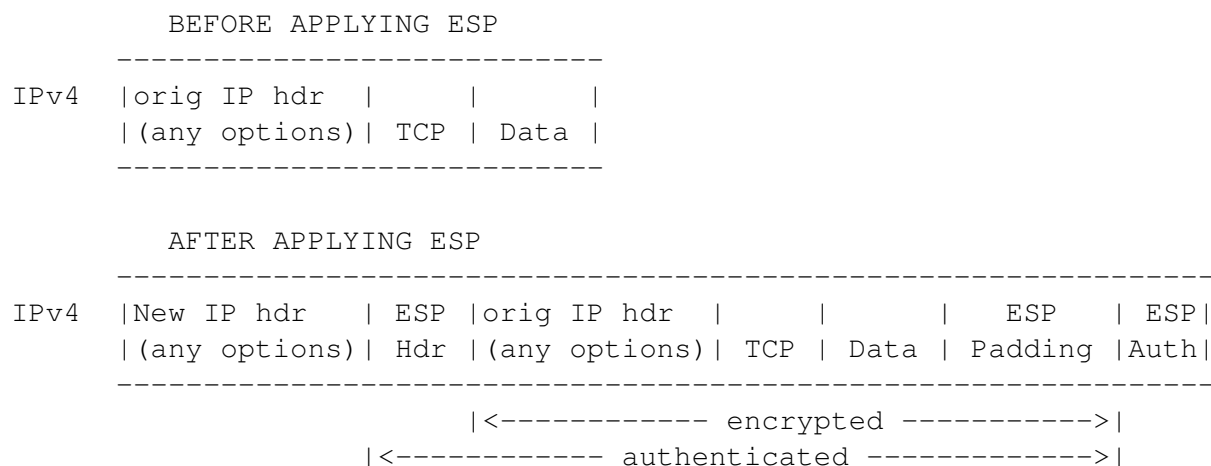 BEFORE APPLYING ESP
----------------------------
IPv4 |orig IP hdr | | |
|(any options)| TCP | Data |
----------------------------
AFTER APPLYING ESP
-----------------------------------------------------------
IPv4 |New IP hdr | ESP |orig IP hdr | | | ESP | ESP|
|(any options)| Hdr |(any options)| TCP | Data | Padding |Auth|
-----------------------------------------------------------
|<------------ encrypted ----------->|
|<------------ authenticated ------------->|